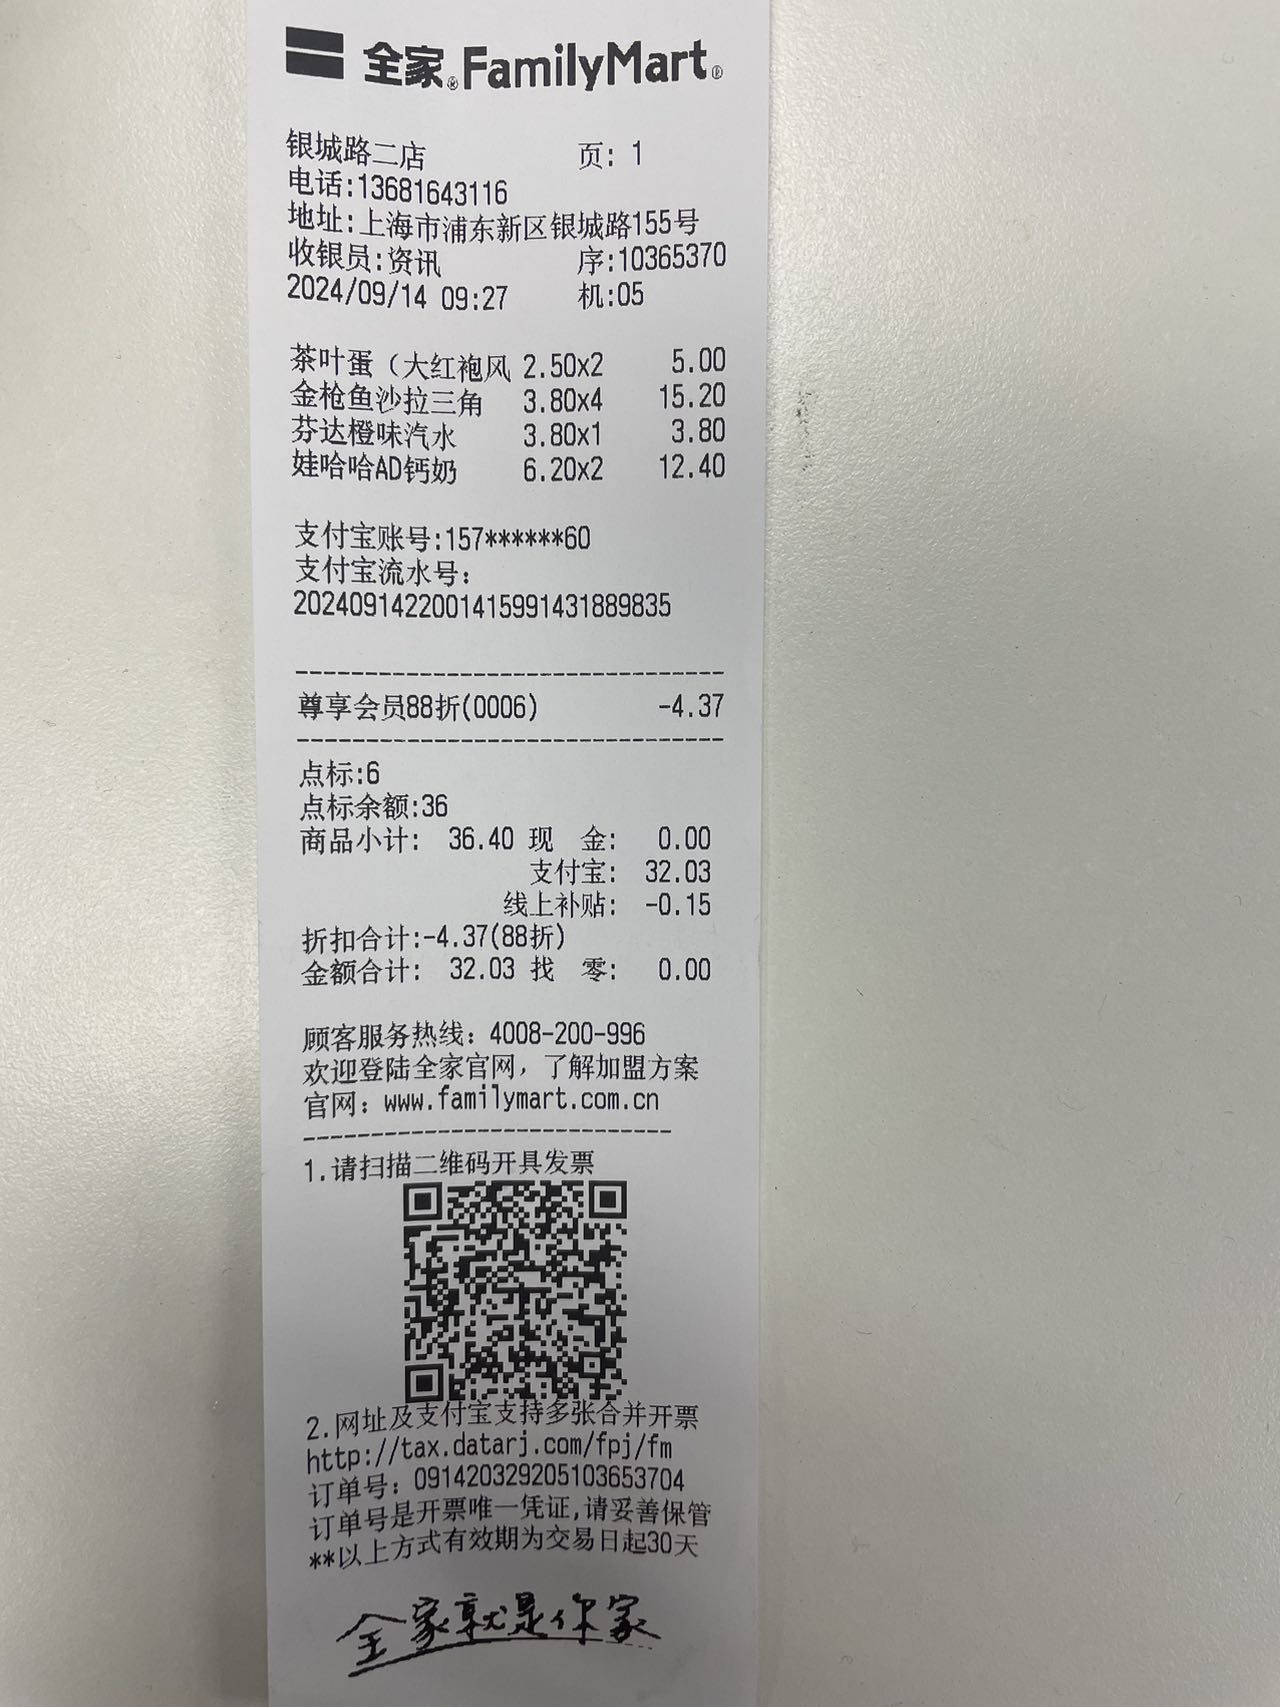 全家® FamilyMart®
银城路二店 页: 1
电话:13681643116
地址:上海市浦东新区银城路155号
收银员:资讯 序:10365370
2024/09/14 09:27 机:05
茶叶蛋（大红袍风 2.50x2 5.00
金枪鱼沙拉三角 3.80x4 15.20
芬达橙味汽水 3.80x1 3.80
娃哈哈AD钙奶 6.20x2 12.40
支付宝账号:157******60
支付宝流水号:
2024091422001415991431889835
-------------------------------
尊享会员88折(0006) -4.37
-------------------------------
点标:6
点标余额:36
商品小计: 36.40 现 金: 0.00
支付宝: 32.03
线上补贴: -0.15
折扣合计:-4.37(88折)
金额合计: 32.03 找 零: 0.00
顾客服务热线: 4008-200-996
欢迎登陆全家官网，了解加盟方案
官网: www.familymart.com.cn
---------------------------
1.请扫描二维码开具发票
2.网址及支付宝支持多张合并开票
http://tax.datarj.com/fpj/fm
订单号: 091420329205103653704
订单号是开票唯一凭证,请妥善保管
**以上方式有效期为交易日起30天
全家就是你家